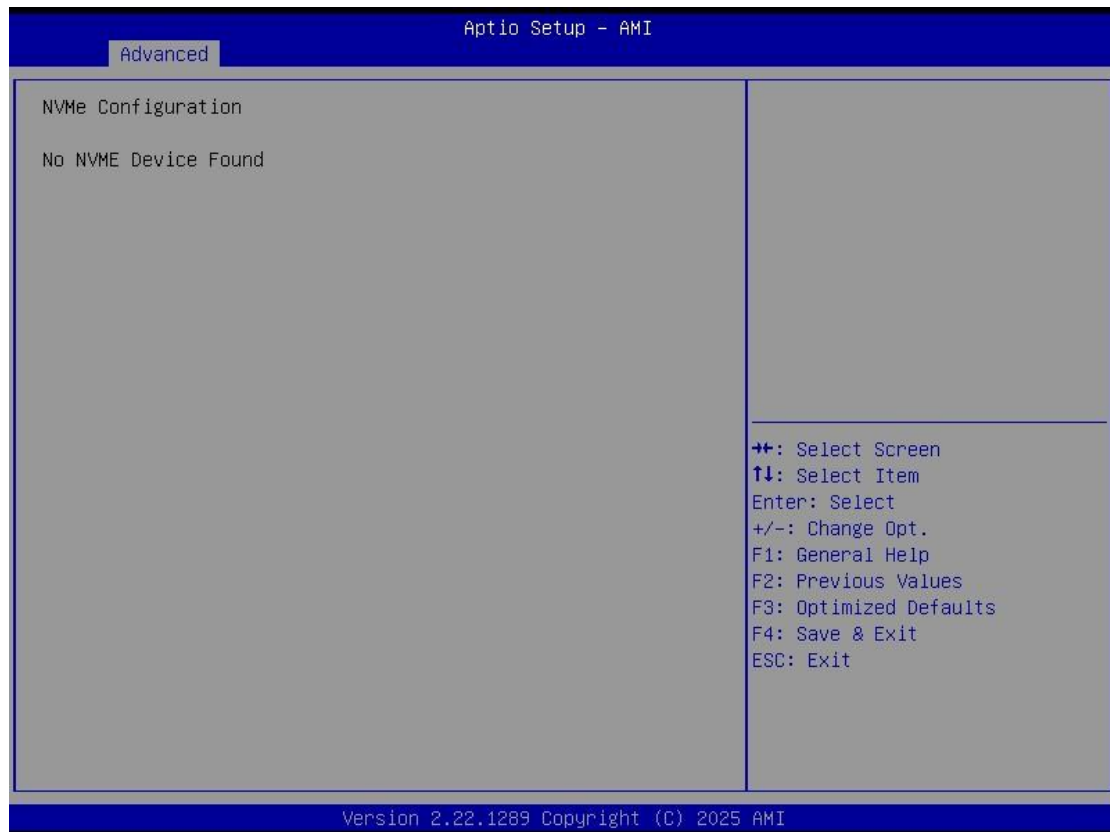 Aptio Setup – AMI
Advanced
NVMe Configuration
No NVME Device Found
→←: Select Screen
↑↓: Select Item
Enter: Select
+/-: Change Opt.
F1: General Help
F2: Previous Values
F3: Optimized Defaults
F4: Save & Exit
ESC: Exit
Version 2.22.1289 Copyright (C) 2025 AMI